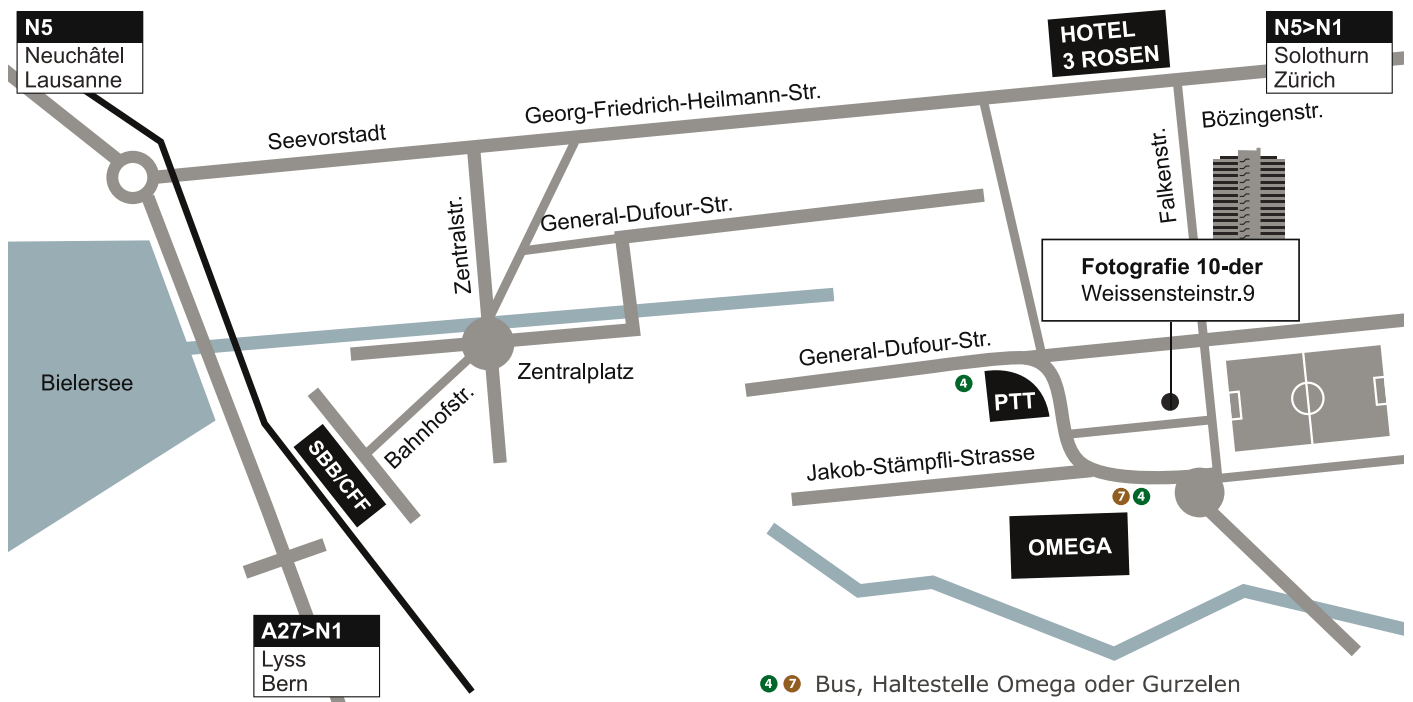 N5
Neuchâtel
Lausanne
HOTEL
3 ROSEN
N5>N1
Solothurn
Zürich
Georg-Friedrich-Heilmann-Str.
Seevorstadt
Bözingenstr.
Falkenstr.
Zentralstr.
General-Dufour-Str.
Fotografie 10-der
Weissensteinstr.9
General-Dufour-Str.
Zentralplatz
Bielersee
4
PTT
Bahnhofstr.
SBB/CFF
Jakob-Stämpfli-Strasse
7 4
OMEGA
A27>N1
Lyss
Bern
4 7 Bus, Haltestelle Omega oder Gurzelen